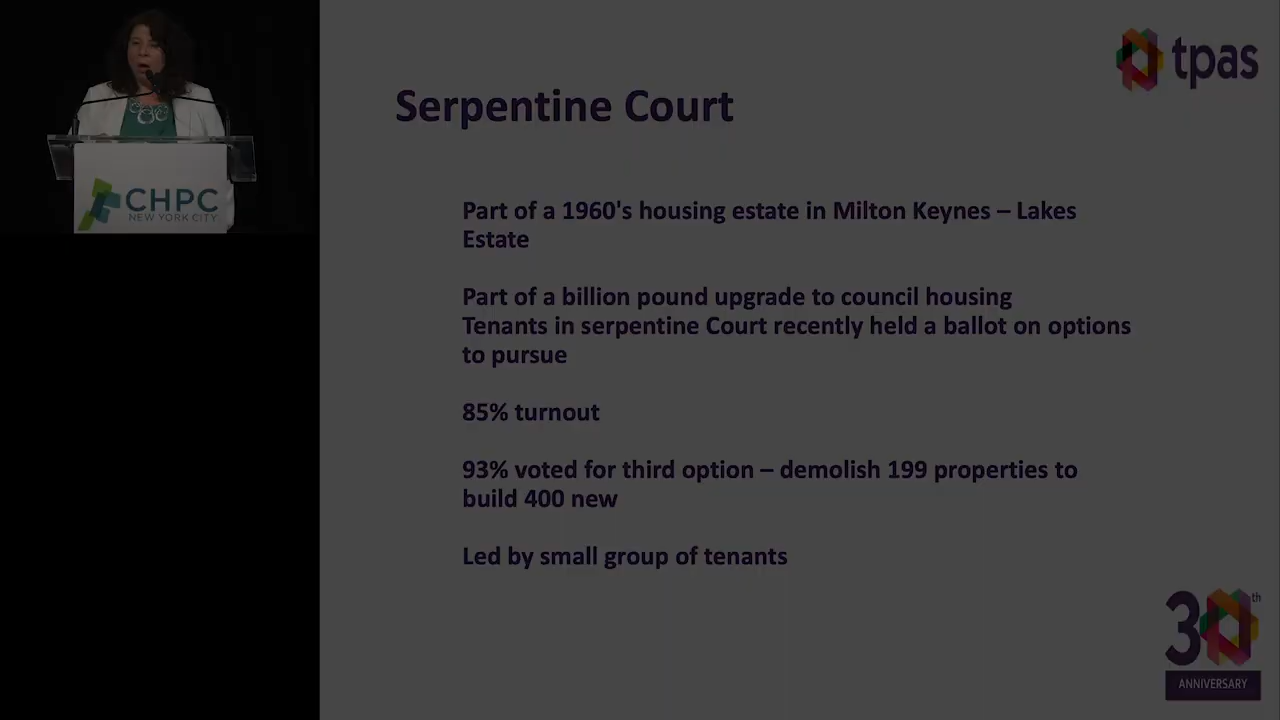 tpas
Serpentine Court
Part of a 1960's housing estate in Milton Keynes – Lakes
Estate
Part of a billion pound upgrade to council housing
Tenants in serpentine Court recently held a ballot on options
to pursue
85% turnout
93% voted for third option – demolish 199 properties to
build 400 new
Led by small group of tenants
CHPC
NEW YORK CITY
30th
ANNIVERSARY